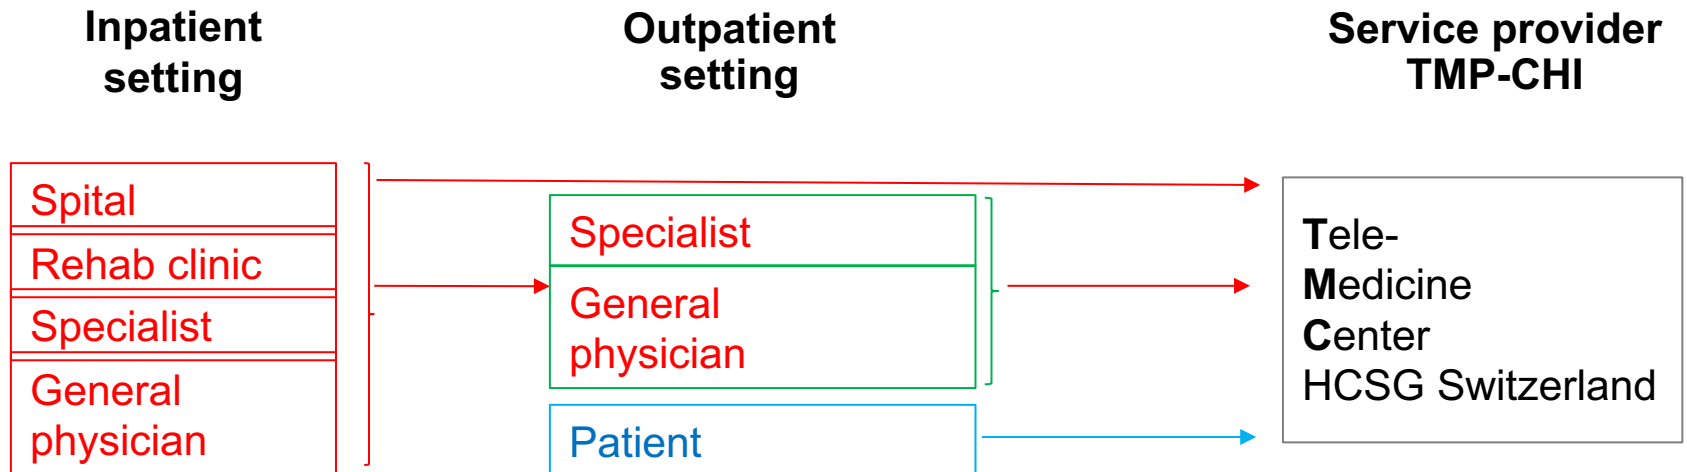 Inpatient
setting
Outpatient
setting
Service provider
TMP-CHI
Spital
Rehab clinic
Specialist
General
physician
Specialist
General
physician
Patient
Tele-
Medicine
Center
HCSG Switzerland